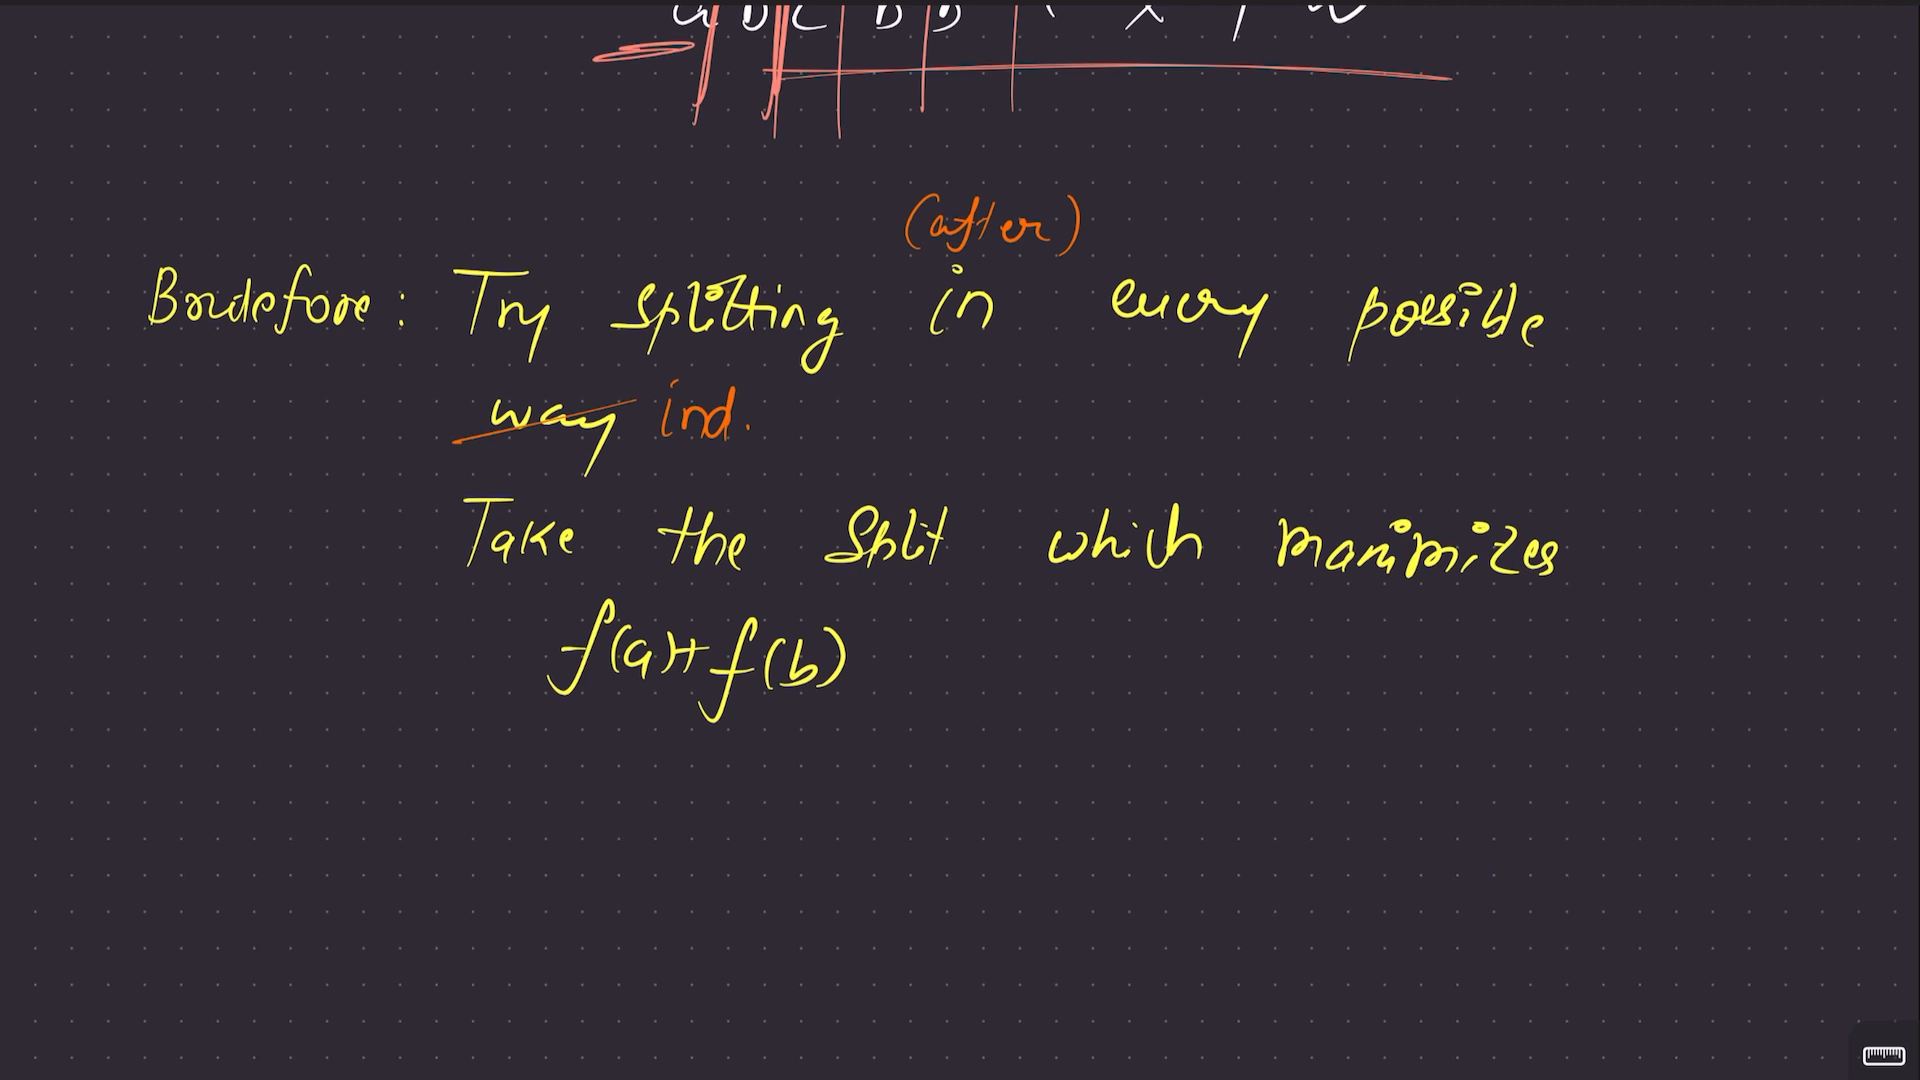 (after)
Bruteforce: Try splitting in every possible
way ind.
Take the split which maximizes
f(a)+f(b)